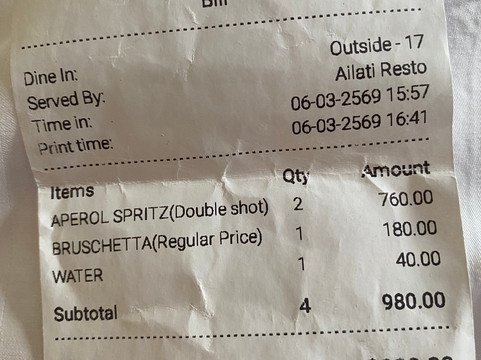 Bill
Dine In: Outside - 17
Served By: Ailati Resto
Time in: 06-03-2569 15:57
Print time: 06-03-2569 16:41
Items Qty Amount
APEROL SPRITZ(Double shot) 2 760.00
BRUSCHETTA(Regular Price) 1 180.00
WATER 1 40.00
Subtotal 4 980.00